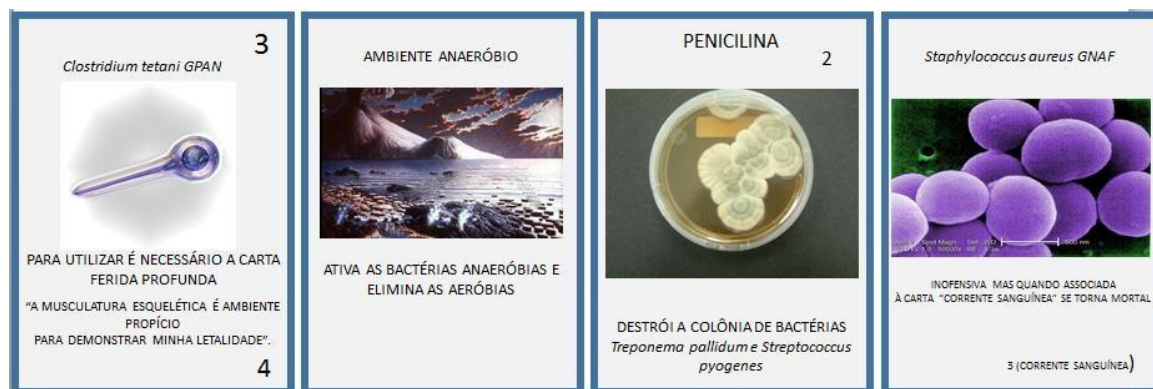 3
Clostridium tetani GPAN
PARA UTILIZAR É NECESSÁRIO A CARTA
FERIDA PROFUNDA
“A MUSCULATURA ESQUELÉTICA É AMBIENTE
PROPÍCIO
PARA DEMONSTRAR MINHA LETALIDADE”.
4
AMBIENTE ANAERÓBIO
ATIVA AS BACTÉRIAS ANAERÓBIAS E
ELIMINA AS AERÓBIAS
PENICILINA
2
DESTRÓI A COLÔNIA DE BACTÉRIAS
Treponema pallidum e Streptococcus
pyogenes
Staphylococcus aureus GNAF
500 nm
INOFENSIVA MAS QUANDO ASSOCIADA
À CARTA “CORRENTE SANGUÍNEA” SE TORNA MORTAL
3 (CORRENTE SANGUÍNEA)